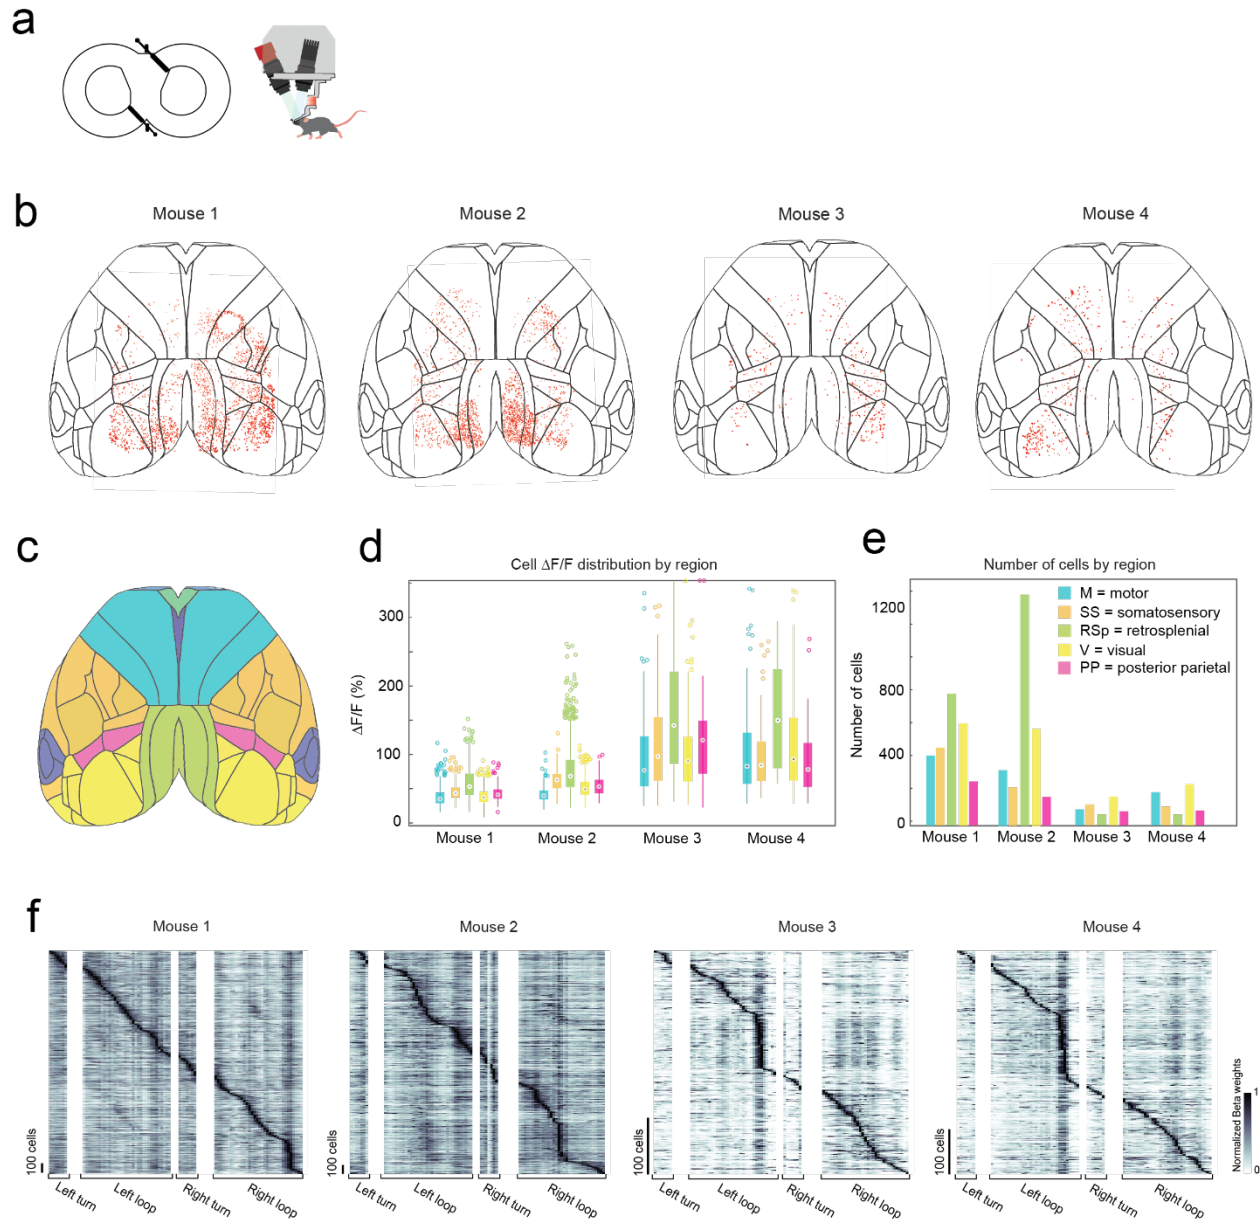 a
b
Mouse 1
Mouse 2
Mouse 3
Mouse 4
c
d
Cell ΔF/F distribution by region
ΔF/F (%)
300
200
100
0
Mouse 1
Mouse 2
Mouse 3
Mouse 4
e
Number of cells by region
Number of cells
1200
800
400
0
M = motor
SS = somatosensory
RSp = retrosplenial
V = visual
PP = posterior parietal
Mouse 1
Mouse 2
Mouse 3
Mouse 4
f
Mouse 1
Mouse 2
Mouse 3
Mouse 4
100 cells
100 cells
100 cells
100 cells
Left turn
Left loop
Right turn
Right loop
Left turn
Left loop
Right turn
Right loop
Left turn
Left loop
Right turn
Right loop
Left turn
Left loop
Right turn
Right loop
Normalized Beta weights
1
0